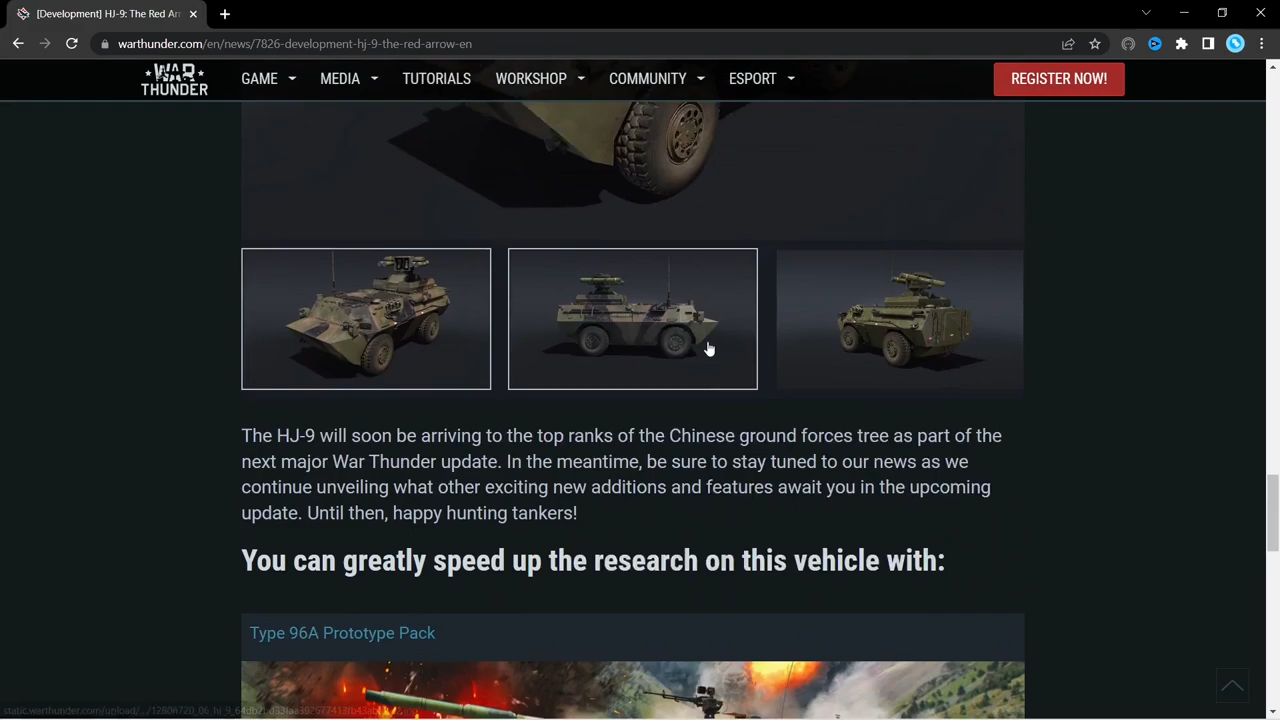 [Development] HJ-9: The Red Ar
warthunder.com/en/news/7826-development-hj-9-the-red-arrow-en
WAR THUNDER
GAME MEDIA TUTORIALS WORKSHOP COMMUNITY ESPORT REGISTER NOW!
The HJ-9 will soon be arriving to the top ranks of the Chinese ground forces tree as part of the
next major War Thunder update. In the meantime, be sure to stay tuned to our news as we
continue unveiling what other exciting new additions and features await you in the upcoming
update. Until then, happy hunting tankers!
You can greatly speed up the research on this vehicle with:
Type 96A Prototype Pack